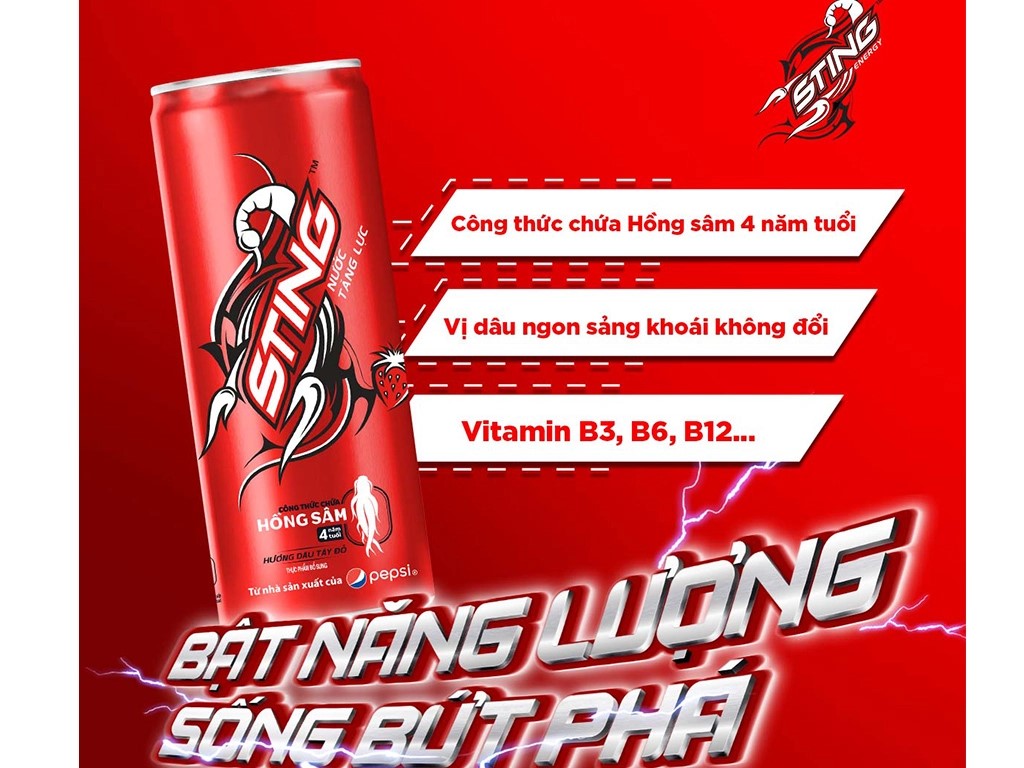 STING
ENERGY
STING™
NƯỚC
TĂNG LỰC
Công thức chứa Hồng sâm 4 năm tuổi
Vị dâu ngon sảng khoái không đổi
Vitamin B3, B6, B12...
CÔNG THỨC CHỨA
HỒNG SÂM
4 năm tuổi
HƯƠNG DÂU TÂY ĐỎ
THỰC PHẨM BỔ SUNG
Từ nhà sản xuất của pepsi®
BẬT NĂNG LƯỢNG
SỐNG BỨT PHÁ